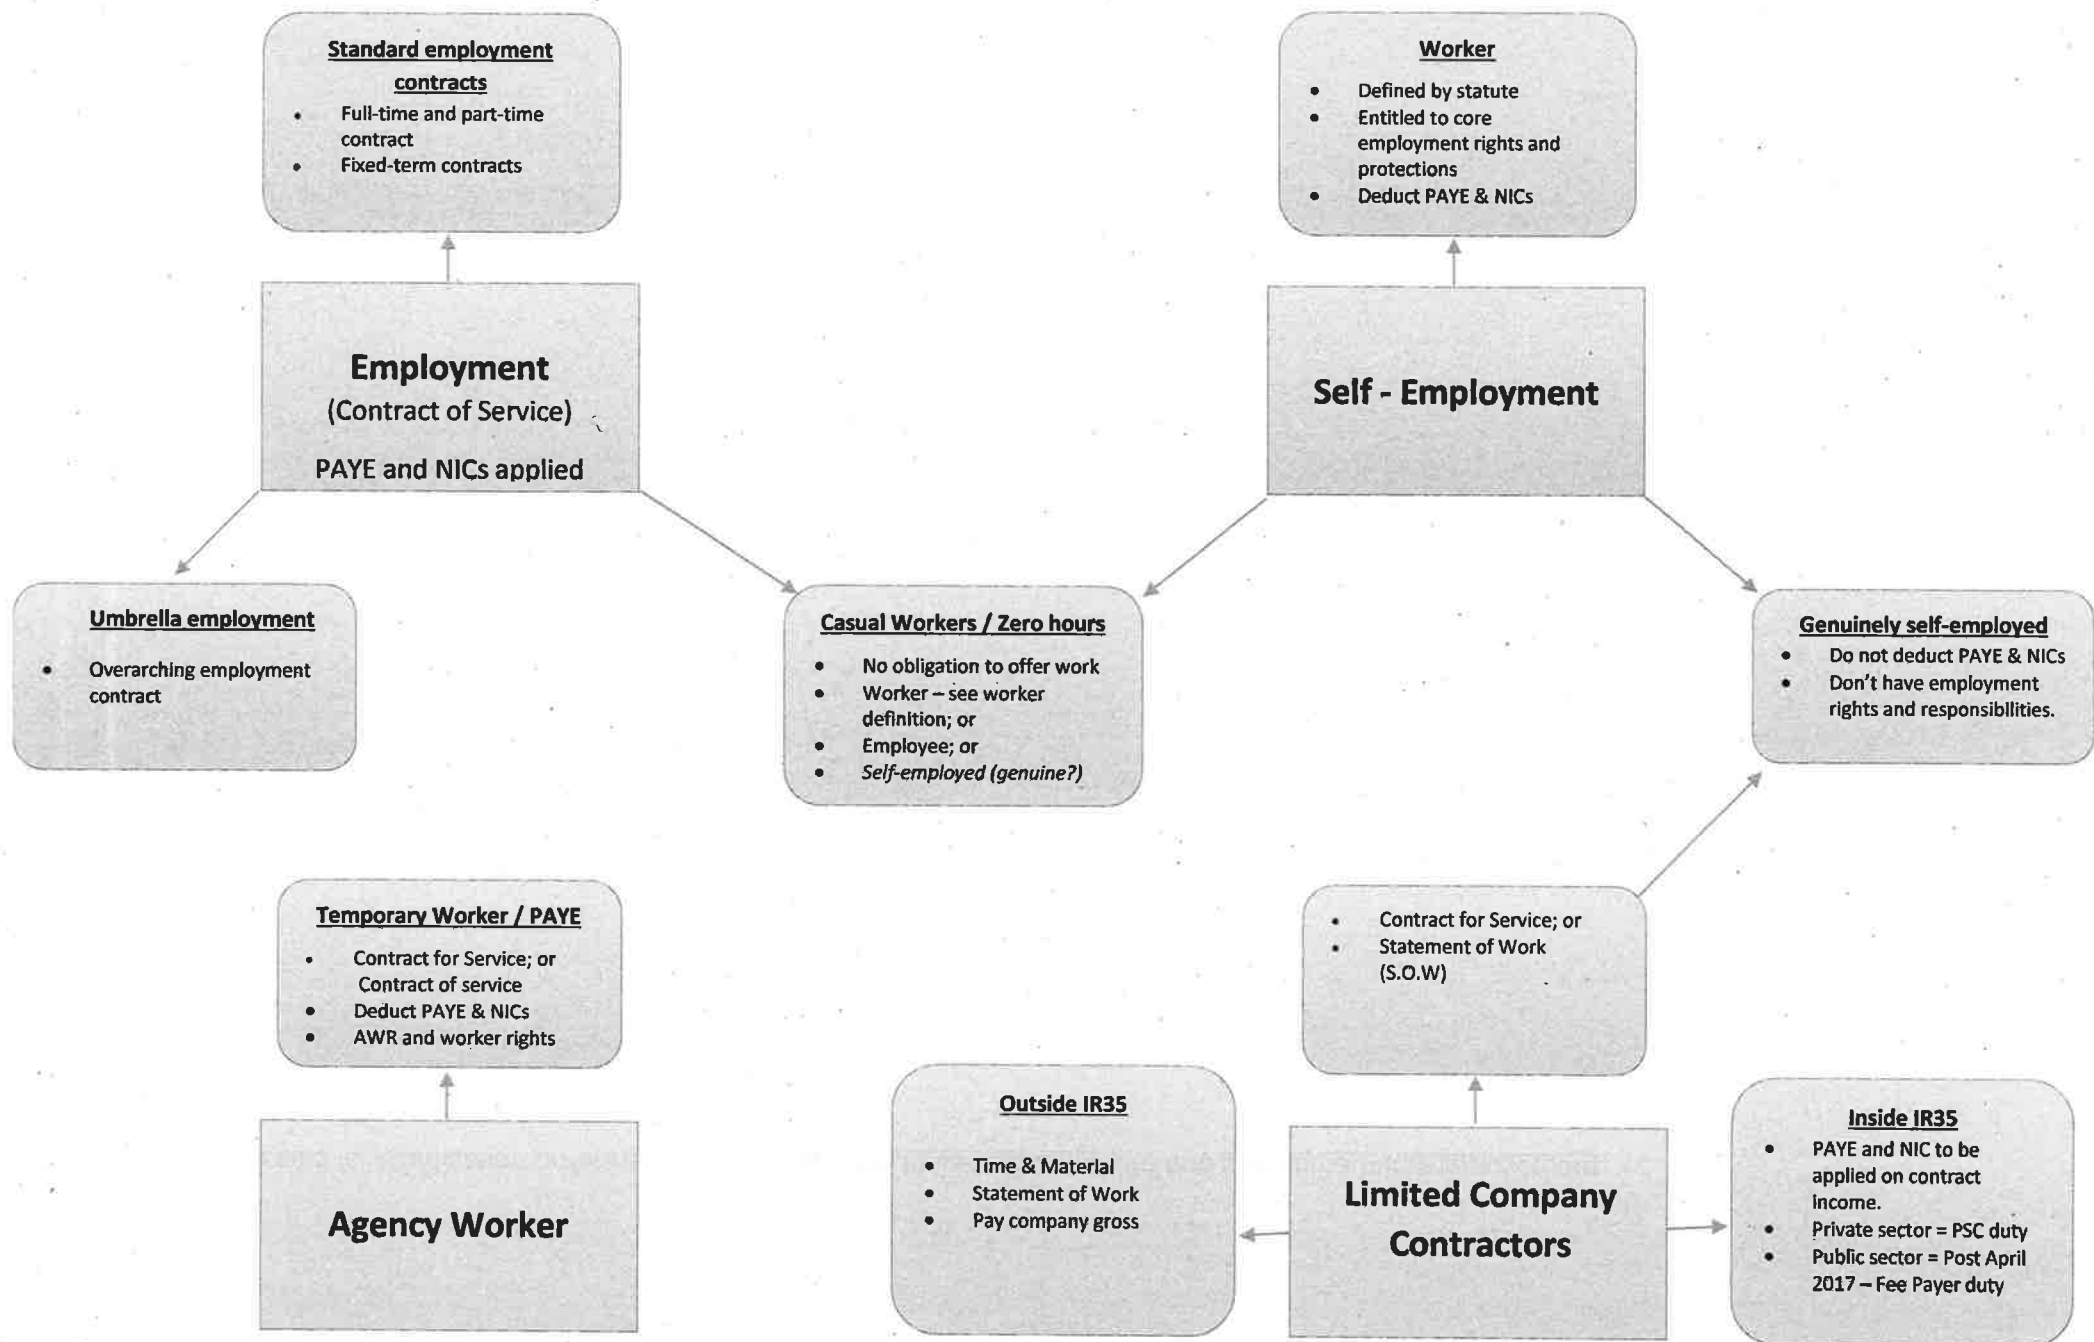 Standard employment
contracts
• Full-time and part-time
contract
• Fixed-term contracts
Worker
• Defined by statute
• Entitled to core
employment rights and
protections
• Deduct PAYE & NICs
Employment
(Contract of Service)
PAYE and NICs applied
Self - Employment
Umbrella employment
• Overarching employment
contract
Casual Workers / Zero hours
• No obligation to offer work
• Worker – see worker
definition; or
• Employee; or
• Self-employed (genuine?)
Genuinely self-employed
• Do not deduct PAYE & NICs
• Don't have employment
rights and responsibilities.
Temporary Worker / PAYE
• Contract for Service; or
Contract of service
• Deduct PAYE & NICs
• AWR and worker rights
• Contract for Service; or
• Statement of Work
(S.O.W)
Agency Worker
Outside IR35
• Time & Material
• Statement of Work
• Pay company gross
Limited Company
Contractors
Inside IR35
• PAYE and NIC to be
applied on contract
income.
• Private sector = PSC duty
• Public sector = Post April
2017 – Fee Payer duty